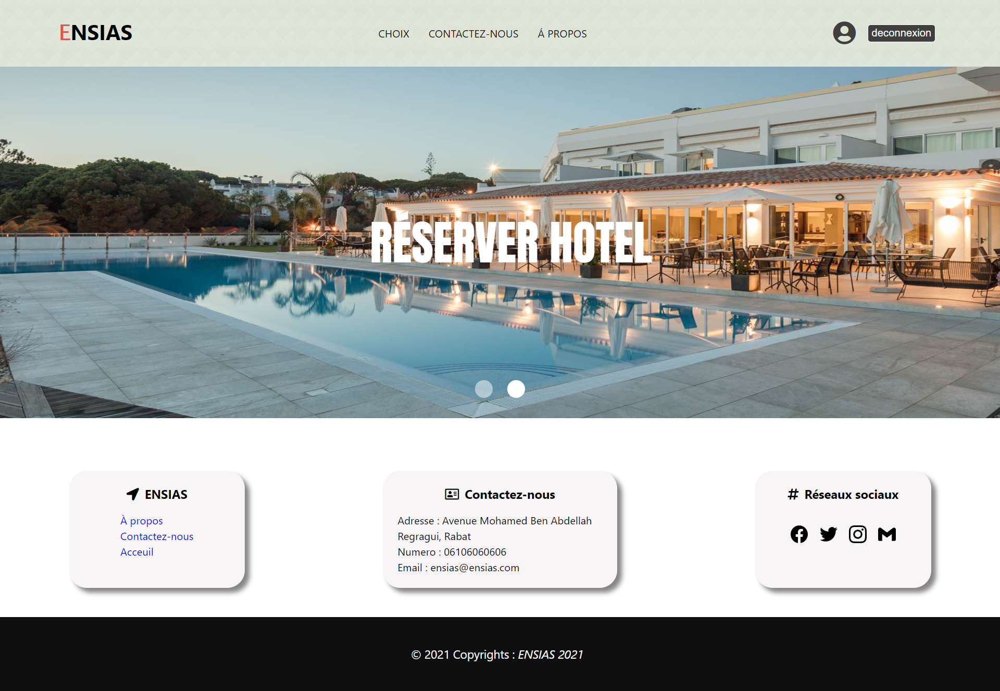 ENSIAS
CHOIX CONTACTEZ-NOUS Á PROPOS
deconnexion
RÉSERVER HOTEL
ENSIAS
À propos
Contactez-nous
Acceuil
Contactez-nous
Adresse : Avenue Mohamed Ben Abdellah
Regragui, Rabat
Numero : 06106060606
Email : ensias@ensias.com
# Réseaux sociaux
© 2021 Copyrights : ENSIAS 2021